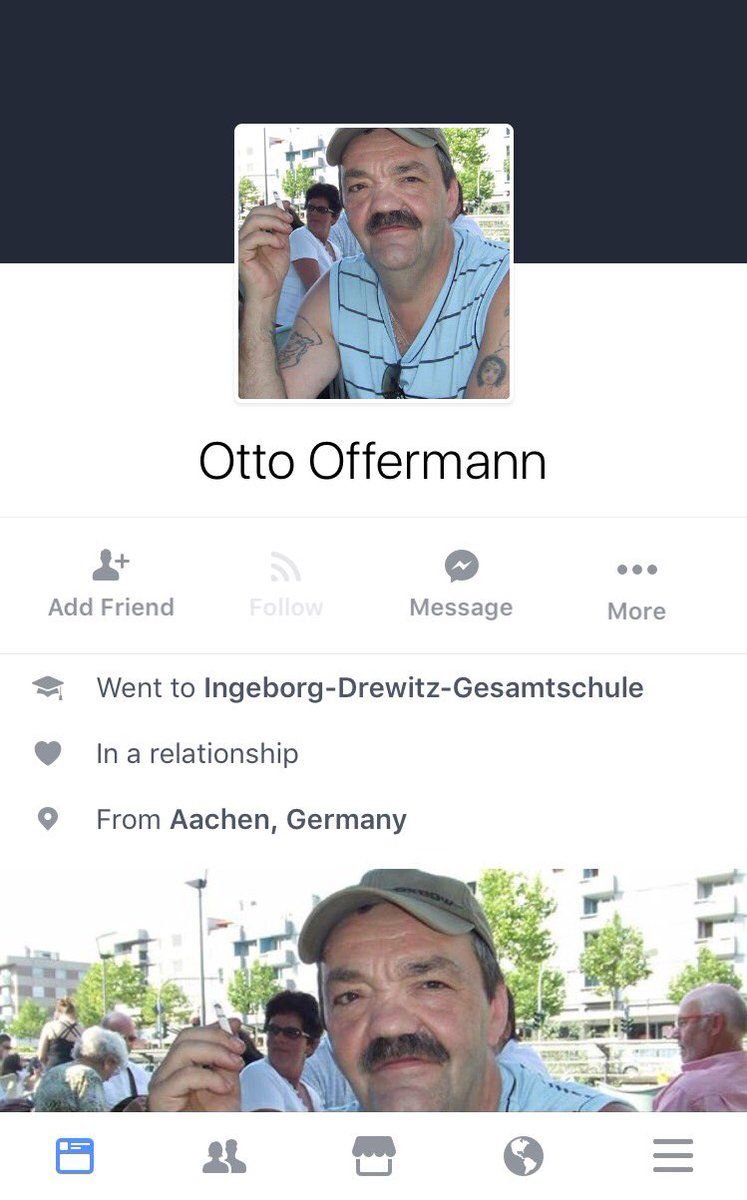 Otto Offermann
Add Friend
Follow
Message
More
Went to Ingeborg-Drewitz-Gesamtschule
In a relationship
From Aachen, Germany